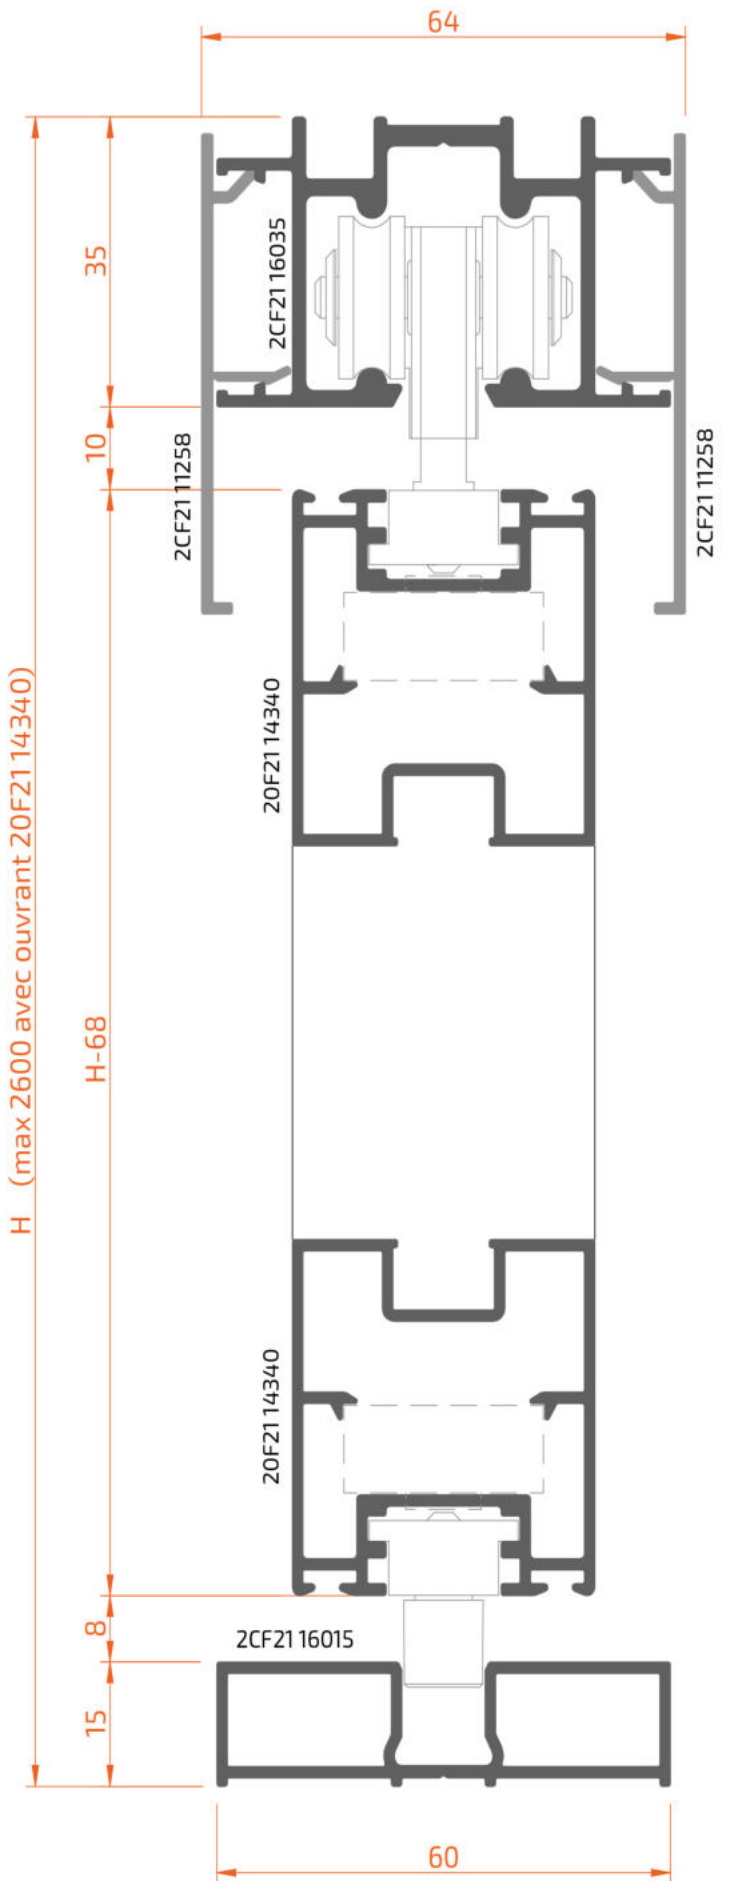 64
35
2CF21 16035
10
2CF21 11258
2CF21 11258
20F21 14340
H (max 2600 avec ouvrant 20F21 14340)
H-68
20F21 14340
8
2CF21 16015
15
60